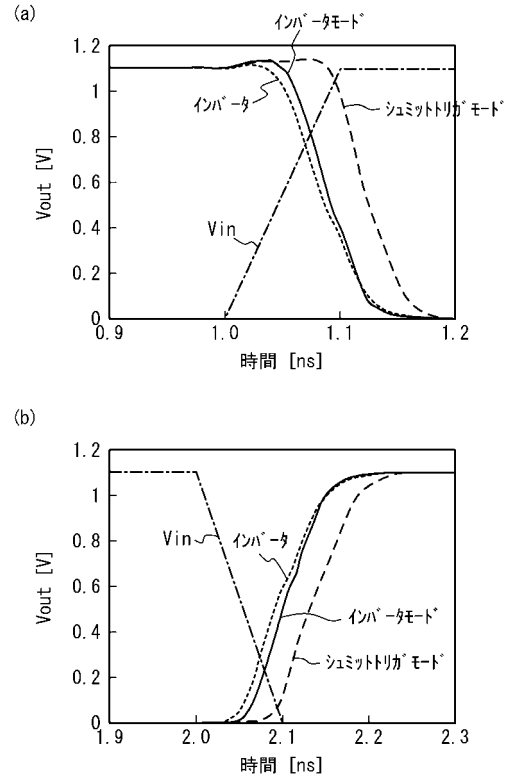 (a)
インバータモード
1.2
1
0.8
0.6
0.4
0.2
0
Vout [V]
インバータ
シュミットトリガモード
Vin
0.9 1.0 1.1 1.2
時間 [ns]
(b)
1.2
1
0.8
0.6
0.4
0.2
0
Vout [V]
Vin
インバータ
インバータモード
シュミットトリガモード
1.9 2.0 2.1 2.2 2.3
時間 [ns]